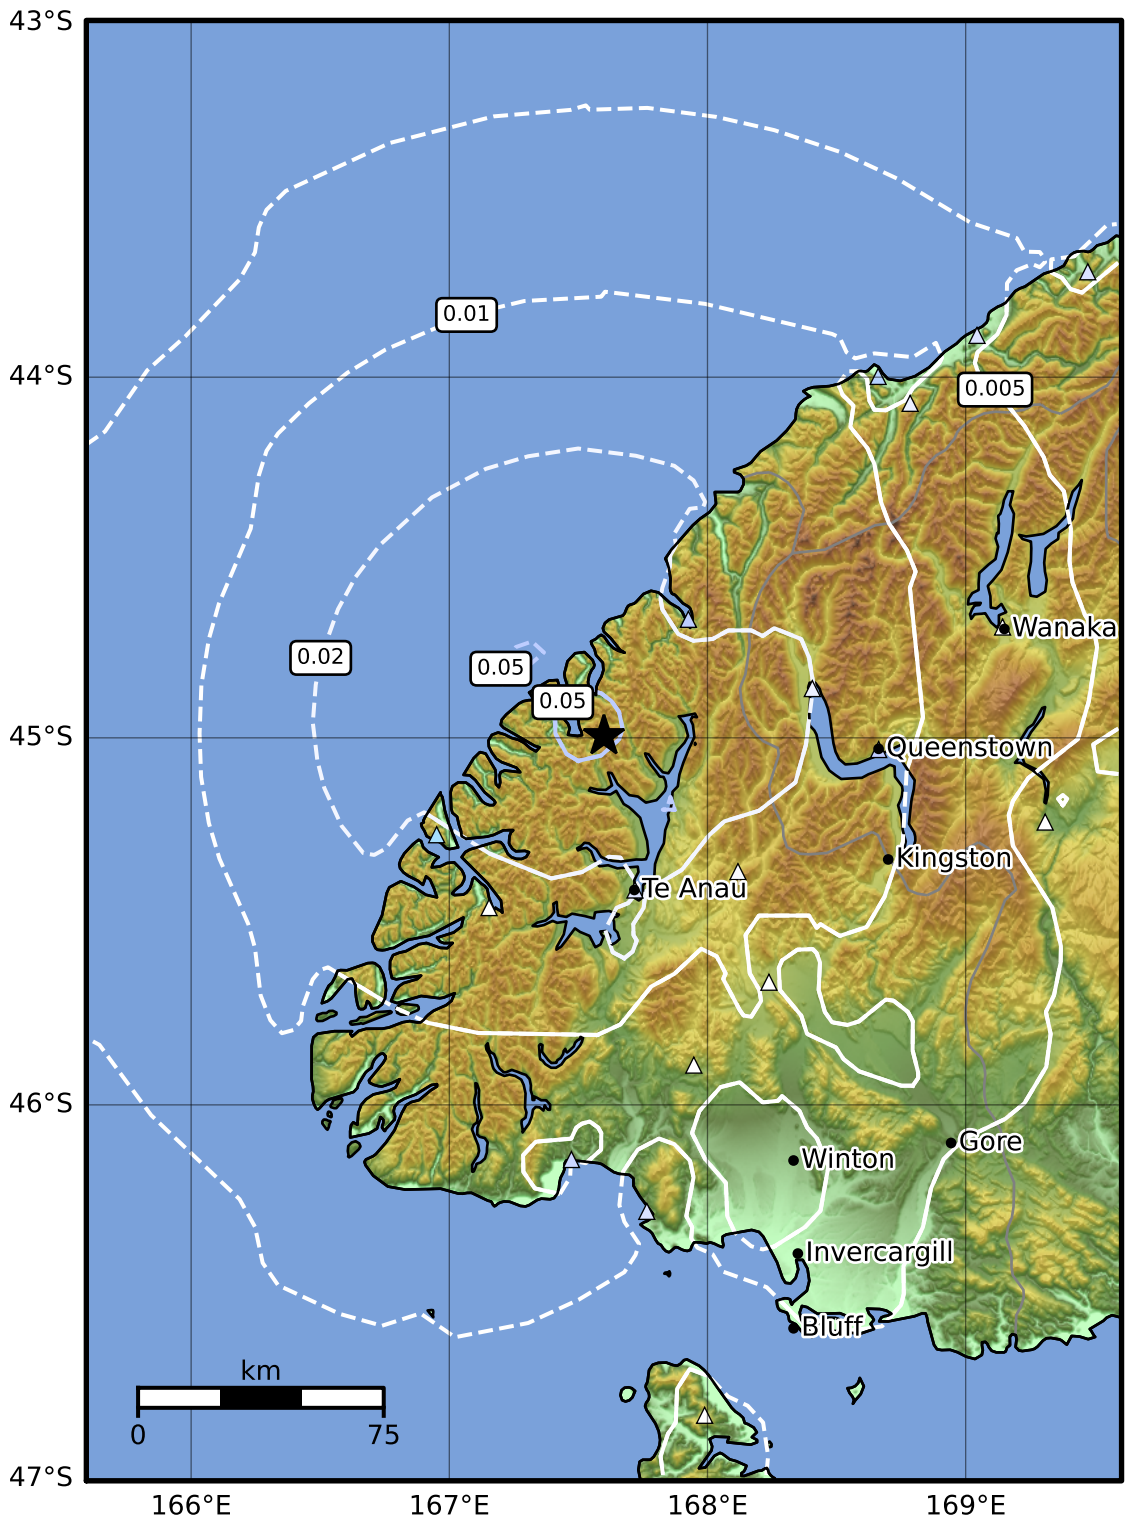 43°S
0.01
44°S
0.005
Wanaka
0.02
0.05
0.05
45°S
Queenstown
Kingston
Te Anau
46°S
Gore
Winton
Invercargill
Bluff
km
0
75
47°S
166°E
167°E
168°E
169°E